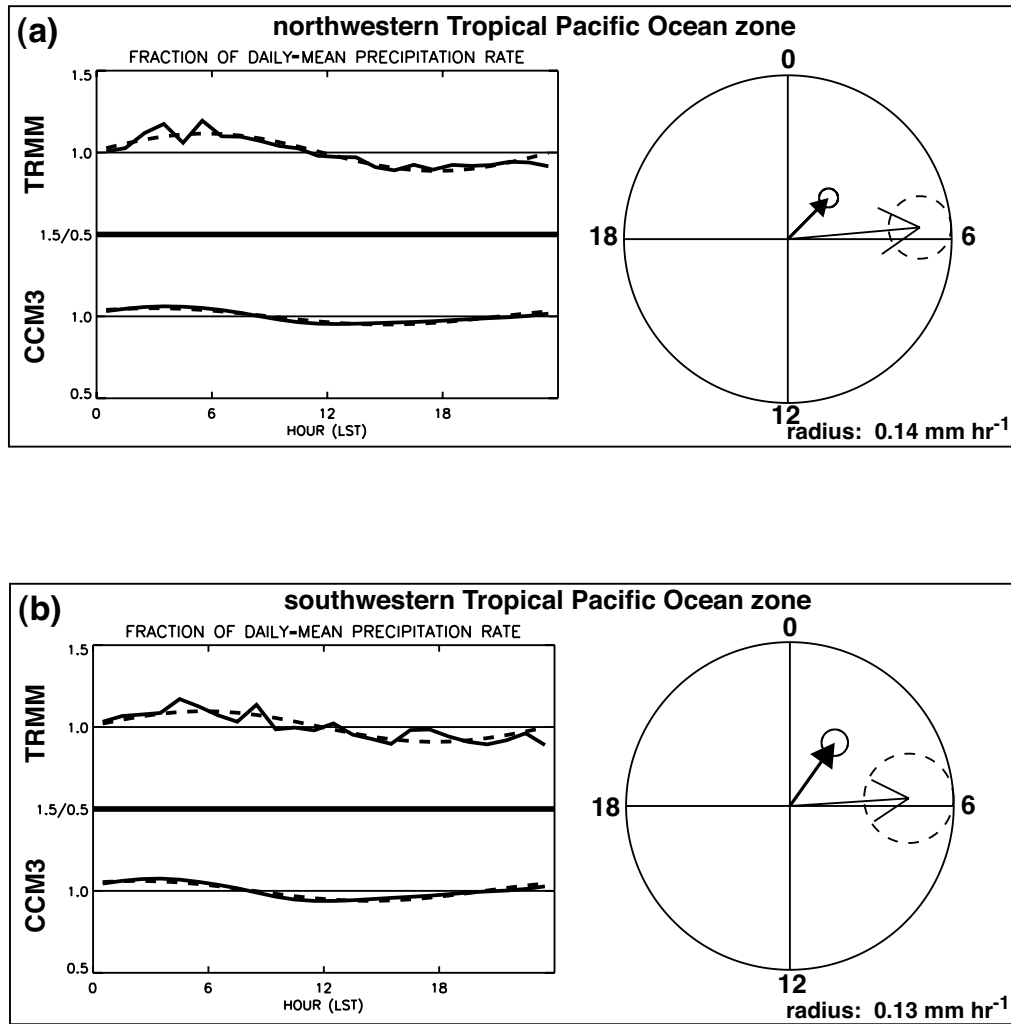 (a) northwestern Tropical Pacific Ocean zone
FRACTION OF DAILY-MEAN PRECIPITATION RATE
1.5
TRMM
1.0
1.5/0.5
CCM3
1.0
0.5
0 6 12 18
HOUR (LST)
0
18
6
12
radius: 0.14 mm hr-1
(b) southwestern Tropical Pacific Ocean zone
FRACTION OF DAILY-MEAN PRECIPITATION RATE
1.5
TRMM
1.0
1.5/0.5
CCM3
1.0
0.5
0 6 12 18
HOUR (LST)
0
18
6
12
radius: 0.13 mm hr-1